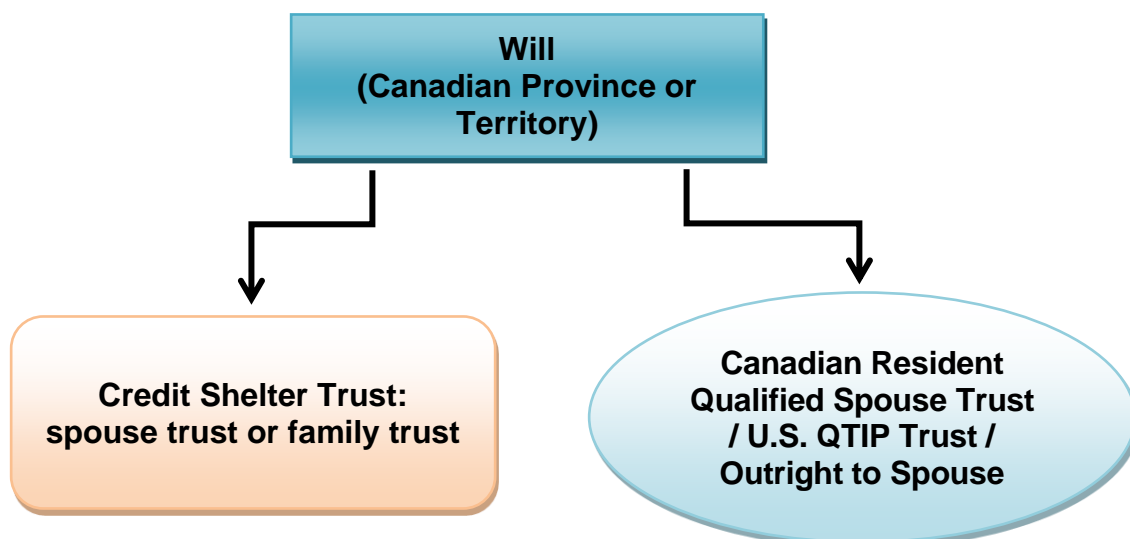 Will
(Canadian Province or
Territory)
Credit Shelter Trust:
spouse trust or family trust
Canadian Resident
Qualified Spouse Trust
/ U.S. QTIP Trust /
Outright to Spouse